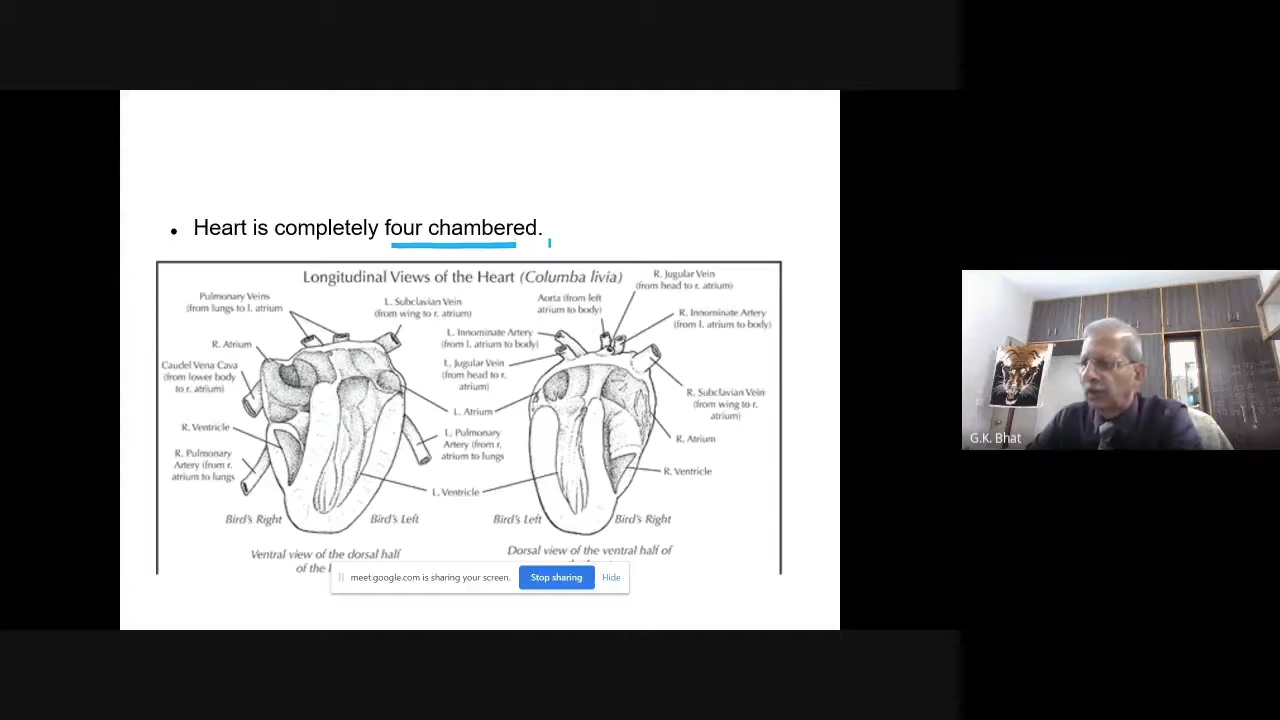 • Heart is completely four chambered.
Longitudinal Views of the Heart (Columba livia)
R. Jugular Vein
(from head to r. atrium)
Pulmonary Veins
(from lungs to l. atrium)
L. Subclavian Vein
(from wing to r. atrium)
Aorta (from left
atrium to body)
R. Innominate Artery
(from l. atrium to body)
L. Innominate Artery
(from l. atrium to body)
R. Atrium
Caudel Vena Cava
(from lower body
to r. atrium)
L. Jugular Vein
(from head to r.
atrium)
R. Subclavian Vein
(from wing to r.
atrium)
L. Atrium
R. Ventricle
L. Pulmonary
Artery (from r.
atrium to lungs
R. Atrium
R. Pulmonary
Artery (from r.
atrium to lungs
R. Ventricle
L. Ventricle
Bird's Right
Bird's Left
Bird's Left
Bird's Right
Ventral view of the dorsal half
of the
Dorsal view of the ventral half of
meet.google.com is sharing your screen.
Stop sharing
Hide
G.K. Bhat